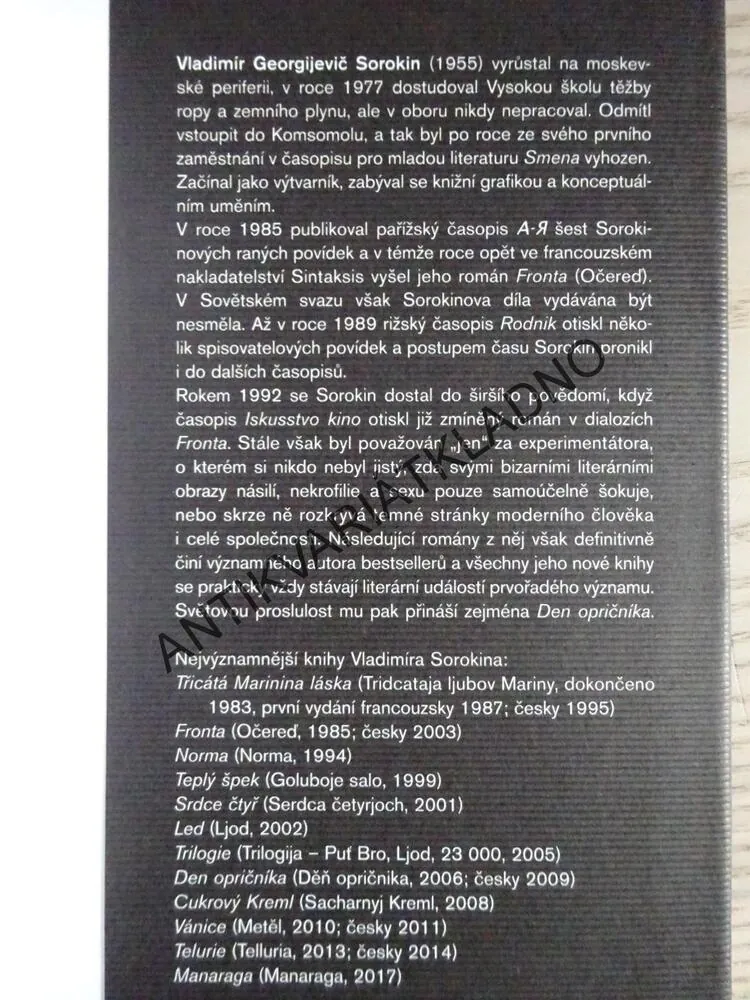 Vladimír Georgijevič Sorokin (1955) vyrůstal na moskev-
ské periferii, v roce 1977 dostudoval Vysokou školu těžby
ropy a zemního plynu, ale v oboru nikdy nepracoval. Odmítl
vstoupit do Komsomolu, a tak byl po roce ze svého prvního
zaměstnání v časopisu pro mladou literaturu Smena vyhozen.
Začínal jako výtvarník, zabýval se knižní grafikou a konceptuál-
ním uměním.
V roce 1985 publikoval pařížský časopis А-Я šest Soroki-
nových raných povídek a v témže roce opět ve francouzském
nakladatelství Sintaksis vyšel jeho román Fronta (Očereď).
V Sovětském svazu však Sorokinova díla vydávána být
nesměla. Až v roce 1989 rižský časopis Rodnik otiskl něko-
lik spisovatelových povídek a postupem času Sorokin pronikl
i do dalších časopisů.
Rokem 1992 se Sorokin dostal do širšího povědomí, když
časopis Iskusstvo kino otiskl již zmíněný román v dialozích
Fronta. Stále však byl považován „jen“ za experimentátora,
o kterém si nikdo nebyl jistý, zda svými bizarními literárními
obrazy násilí, nekrofilie a sexu pouze samoúčelně šokuje,
nebo skrze ně rozkrývá temné stránky moderního člověka
i celé společnosti. Následující romány z něj však definitivně
činí významného autora bestsellerů a všechny jeho nové knihy
se prakticky vždy stávají literární událostí prvořadého významu.
Světovou proslulost mu pak přináší zejména Den opričníka.
ANTIKVARIATKLADNO
Nejvýznamnější knihy Vladimíra Sorokina:
Třicátá Marinina láska (Tridcataja ljubov Mariny, dokončeno
1983, první vydání francouzsky 1987; česky 1995)
Fronta (Očereď, 1985; česky 2003)
Norma (Norma, 1994)
Teplý špek (Goluboje salo, 1999)
Srdce čtyř (Serdca četyrjoch, 2001)
Led (Ljod, 2002)
Trilogie (Trilogija – Puť Bro, Ljod, 23 000, 2005)
Den opričníka (Děň opričnika, 2006; česky 2009)
Cukrový Kreml (Sacharnyj Kreml, 2008)
Vánice (Metěl, 2010; česky 2011)
Telurie (Telluria, 2013; česky 2014)
Manaraga (Manaraga, 2017)